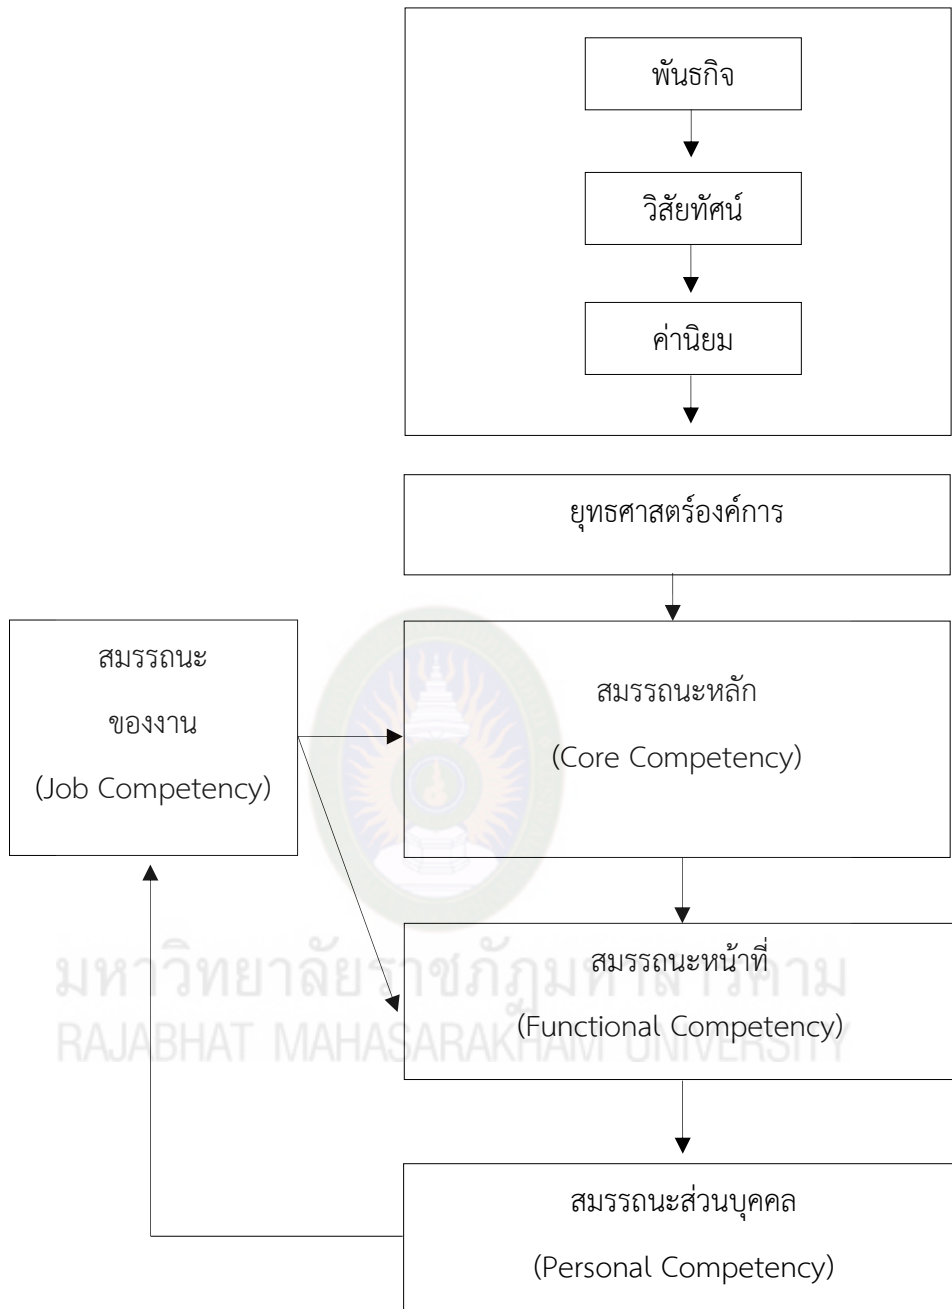 พันธกิจ
วิสัยทัศน์
ค่านิยม
ยุทธศาสตร์องค์การ
สมรรถนะ
ของงาน
(Job Competency)
สมรรถนะหลัก
(Core Competency)
สมรรถนะหน้าที่
(Functional Competency)
มหาวิทยาลัยราชภัฏมหาสารคาม
RAJABHAT MAHASARAKHAM UNIVERSITY
สมรรถนะส่วนบุคคล
(Personal Competency)